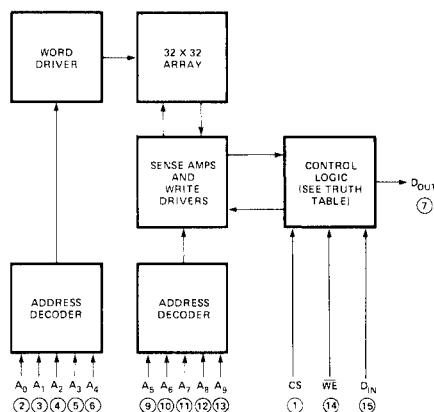 WORD
DRIVER
32 X 32
ARRAY
SENSE AMPS
AND
WRITE
DRIVERS
CONTROL
LOGIC
(SEE TRUTH
TABLE)
DOUT
7
ADDRESS
DECODER
ADDRESS
DECODER
A0 A1 A2 A3 A4 A5 A6 A7 A8 A9 CS WE DIN
2 3 4 5 6 9 10 11 12 13 1 14 15